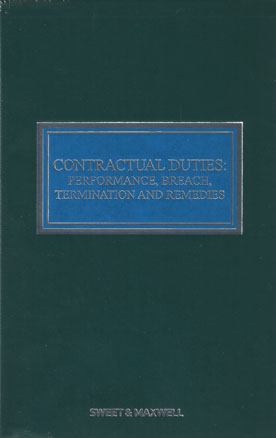 CONTRACTUAL DUTIES:
PERFORMANCE, BREACH,
TERMINATION AND REMEDIES
SWEET & MAXWELL